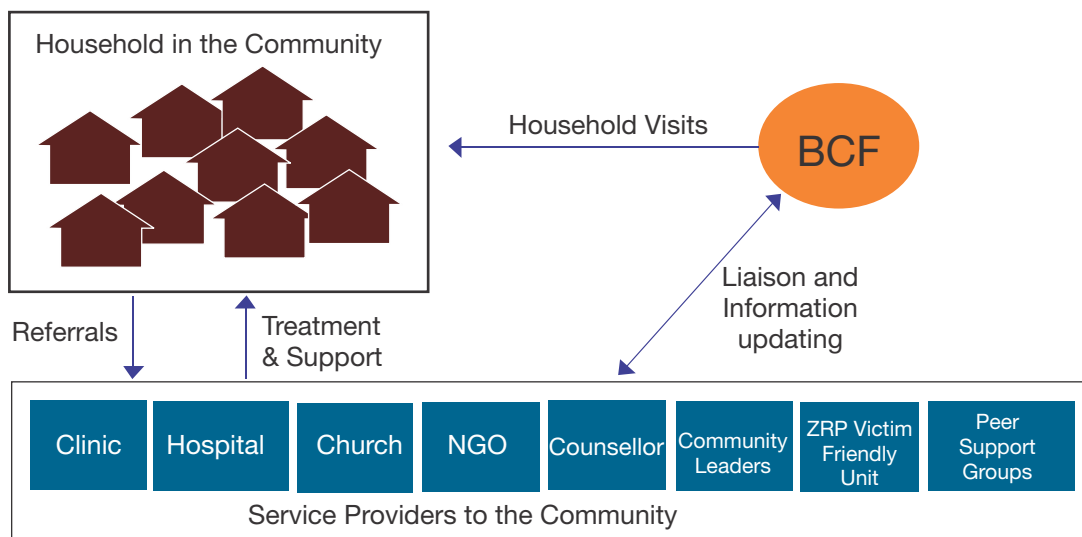 Household in the Community
Household Visits
BCF
Liaison and
Information
updating
Referrals
Treatment
& Support
Clinic
Hospital
Church
NGO
Counsellor
Community
Leaders
ZRP Victim
Friendly
Unit
Peer
Support
Groups
Service Providers to the Community